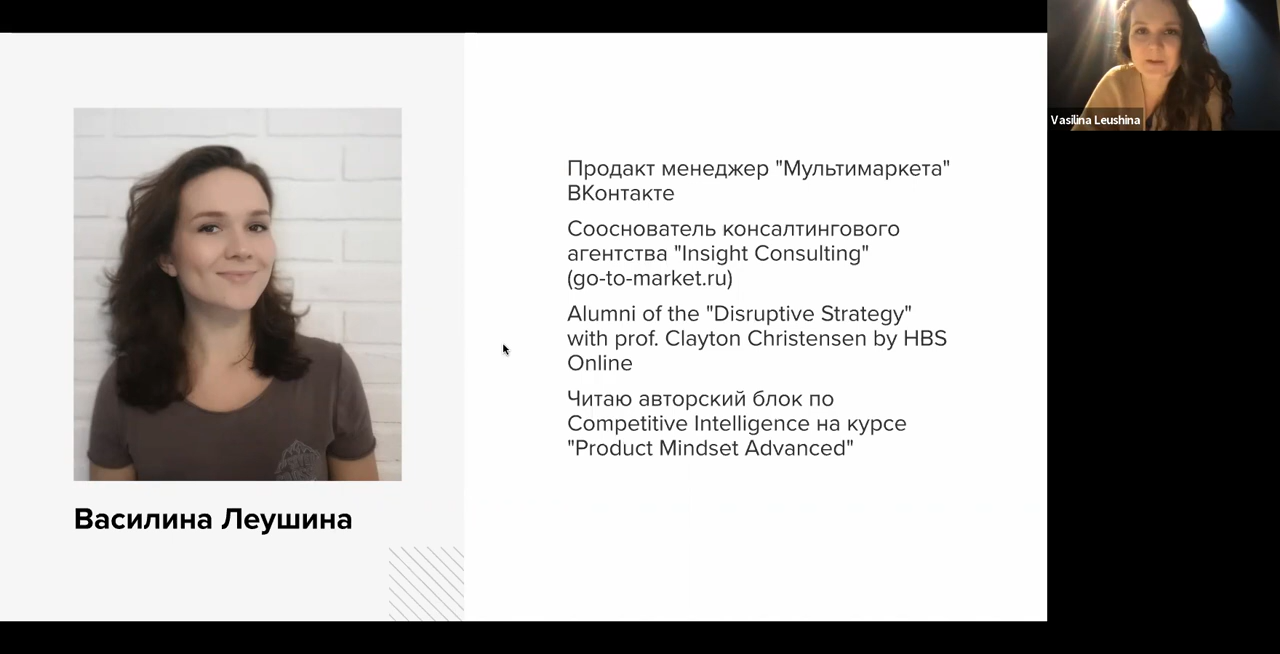 Vasilina Leushina
Продакт менеджер "Мультимаркета"
ВКонтакте
Сооснователь консалтингового
агентства "Insight Consulting"
(go-to-market.ru)
Alumni of the "Disruptive Strategy"
with prof. Clayton Christensen by HBS
Online
Читаю авторский блок по
Competitive Intelligence на курсе
"Product Mindset Advanced"
Василина Леушина